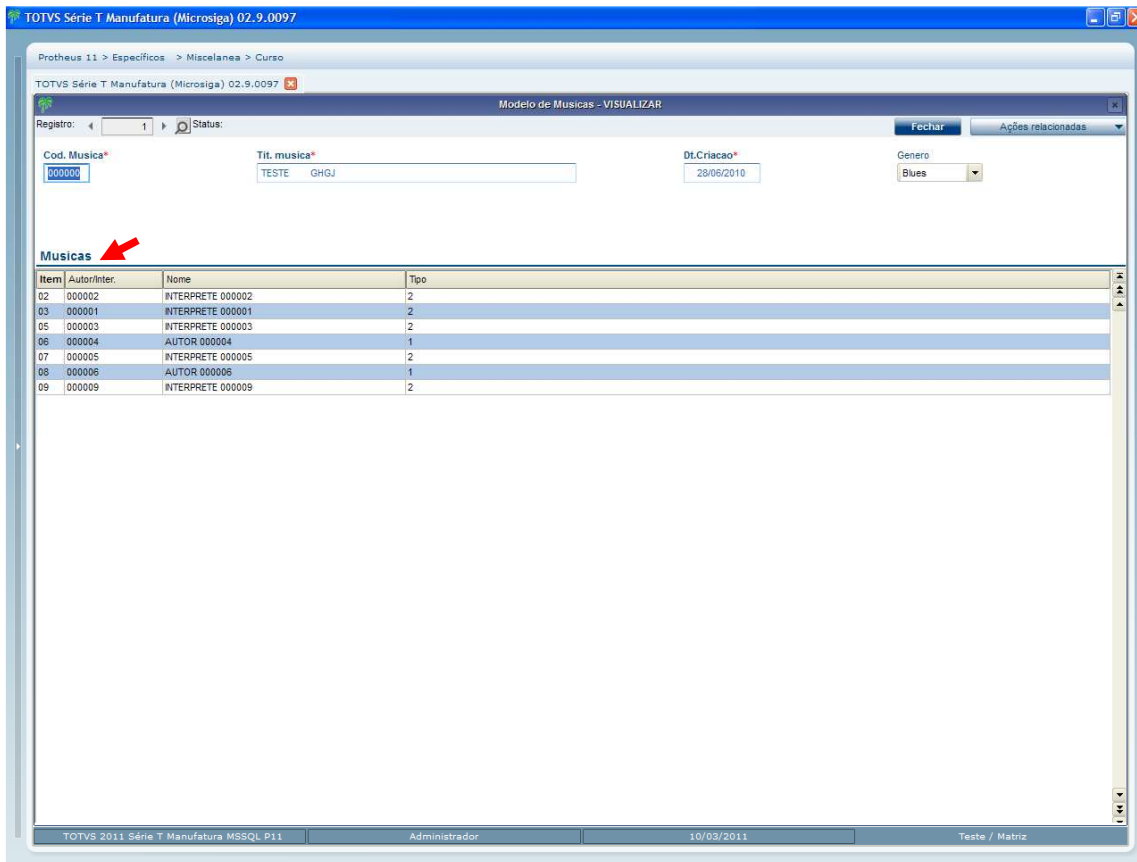 TOTVS Série T Manufatura (Microsiga) 02.9.0097
Protheus 11 > Específicos > Miscelanea > Curso
TOTVS Série T Manufatura (Microsiga) 02.9.0097
Modelo de Musicas - VISUALIZAR
Registro: 1 Status: Fechar Ações relacionadas
Cod. Musica* Tit. musica* Dt.Criacao* Genero
000000 TESTE GHGJ 28/06/2010 Blues
Musicas
Item Autor/Inter. Nome Tipo
02 000002 INTERPRETE 000002 2
03 000001 INTERPRETE 000001 2
05 000003 INTERPRETE 000003 2
06 000004 AUTOR 000004 1
07 000005 INTERPRETE 000005 2
08 000006 AUTOR 000006 1
09 000009 INTERPRETE 000009 2
TOTVS 2011 Série T Manufatura MSSQL P11 Administrador 10/03/2011 Teste / Matriz